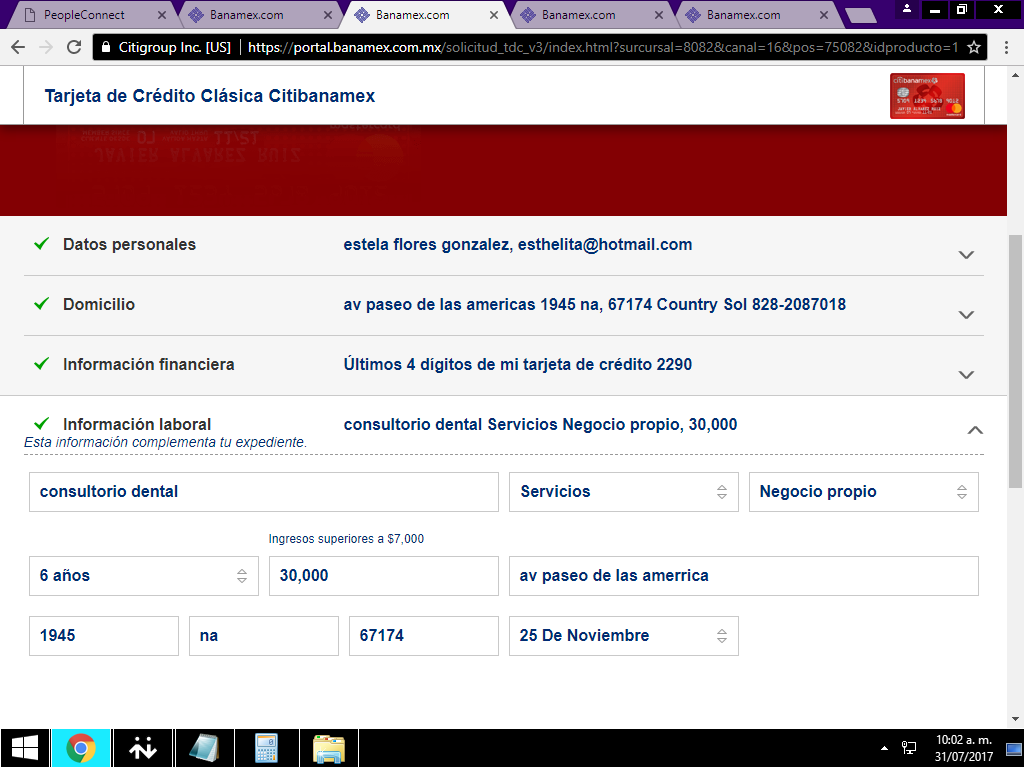 PeopleConnect
Banamex.com
Banamex.com
Banamex.com
Banamex.com
Citigroup Inc. [US] https://portal.banamex.com.mx/solicitud_tdc_v3/index.html?surcursal=8082&canal=16&pos=75082&idproducto=1
Tarjeta de Crédito Clásica Citibanamex
citibanamex
JAVIER ALVAREZ RUIZ
Datos personales estela flores gonzalez, esthelita@hotmail.com
Domicilio av paseo de las americas 1945 na, 67174 Country Sol 828-2087018
Información financiera Últimos 4 dígitos de mi tarjeta de crédito 2290
Información laboral consultorio dental Servicios Negocio propio, 30,000
Esta información complementa tu expediente.
consultorio dental Servicios Negocio propio
Ingresos superiores a $7,000
6 años 30,000 av paseo de las amerrica
1945 na 67174 25 De Noviembre
10:02 a. m.
31/07/2017